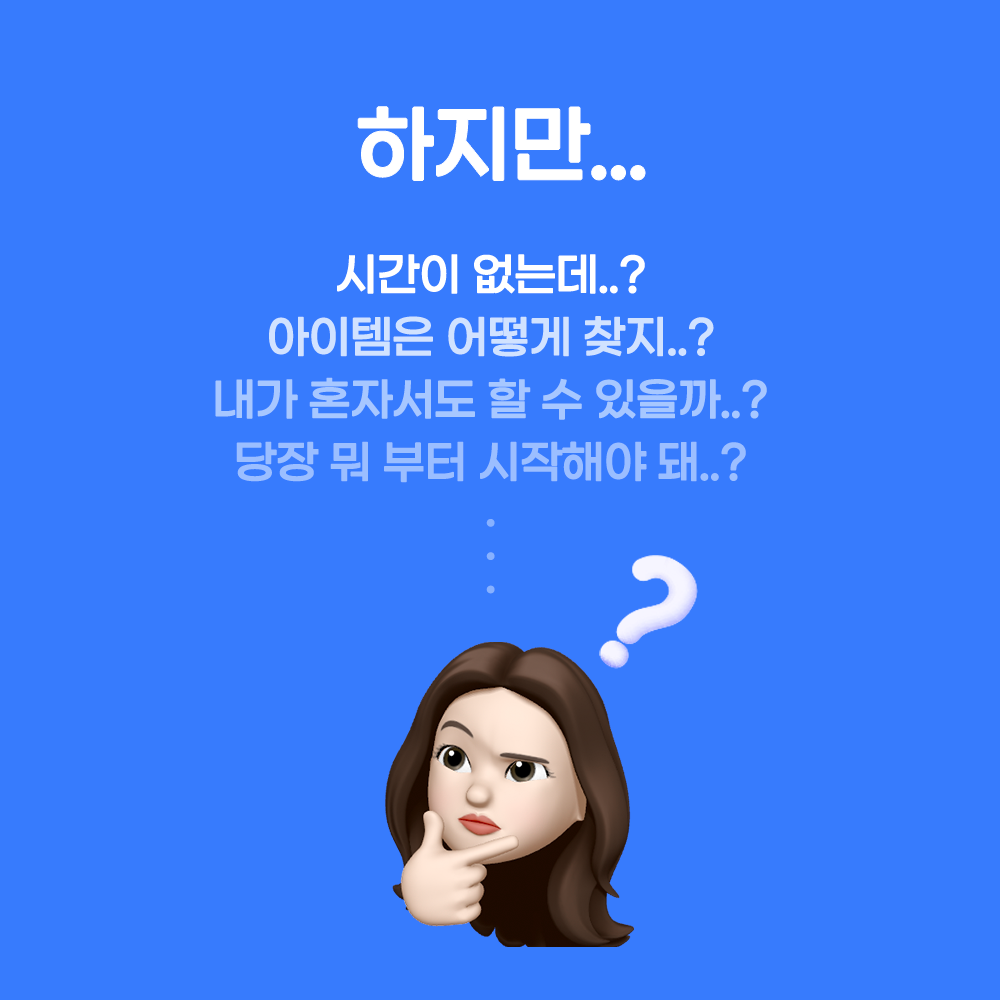 하지만...
시간이 없는데..?
아이템은 어떻게 찾지..?
내가 혼자서도 할 수 있을까..?
당장 뭐 부터 시작해야 돼..?
?